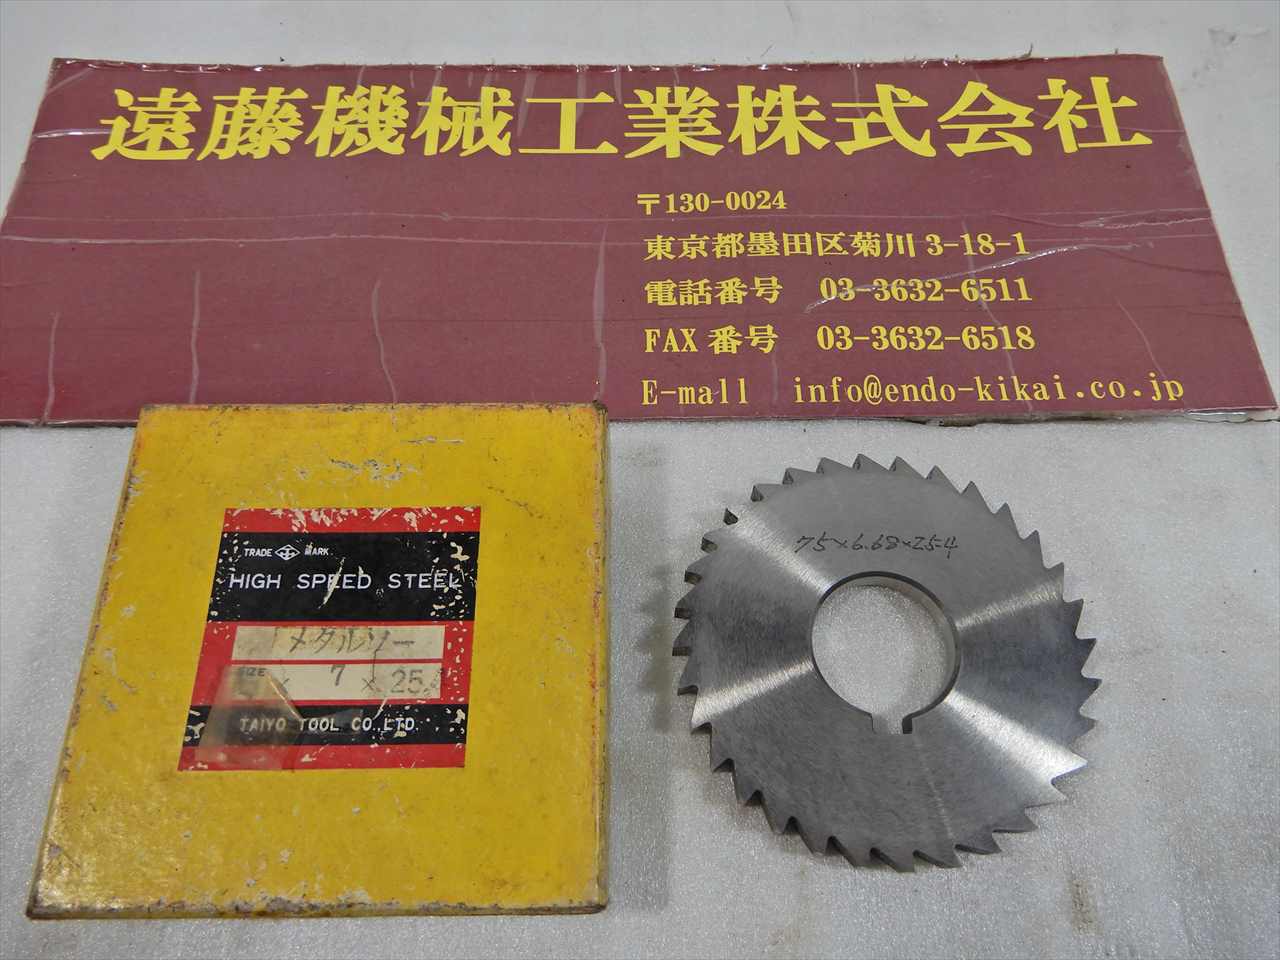 遠藤機械工業株式会社
〒130-0024
東京都墨田区菊川 3-18-1
電話番号 03-3632-6511
FAX 番号 03-3632-6518
E-mall info@endo-kikai.co.jp
TRADE MARK
HIGH SPEED STEEL
メタルソー
SIZE × 7 × 25.4
TAIYO TOOL CO.,LTD.
75×6.68×25.4